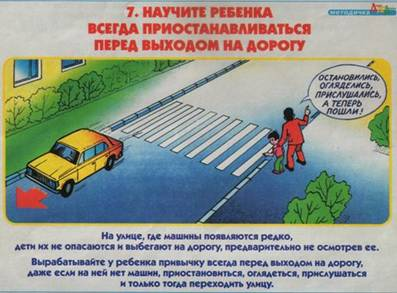 МЕТОДИЧКА
7. НАУЧИТЕ РЕБЕНКА
ВСЕГДА ПРИОСТАНАВЛИВАТЬСЯ
ПЕРЕД ВЫХОДОМ НА ДОРОГУ
ОСТАНОВИЛИСЬ,
ОГЛЯДЕЛИСЬ,
ПРИСЛУШАЛИСЬ,
А ТЕПЕРЬ
ПОШЛИ!
На улице, где машины появляются редко,
дети их не опасаются и выбегают на дорогу, предварительно не осмотрев ее.
Вырабатывайте у ребенка привычку всегда перед выходом на дорогу,
даже если на ней нет машин, приостановиться, оглядеться, прислушаться
и только тогда переходить улицу.